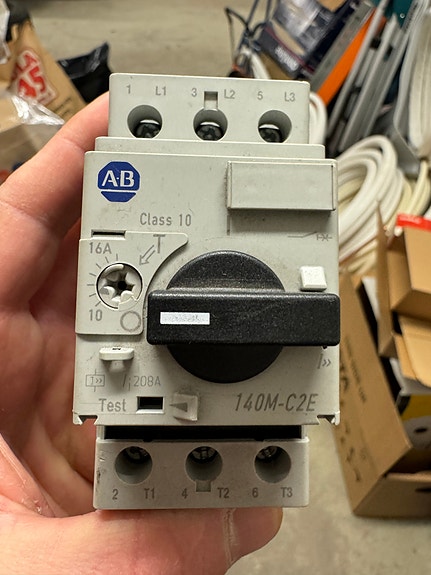 1 L1 3 L2 5 L3
A·B
Class 10
16A
T
10
208A
Test
140M-C2E
2 T1 4 T2 6 T3